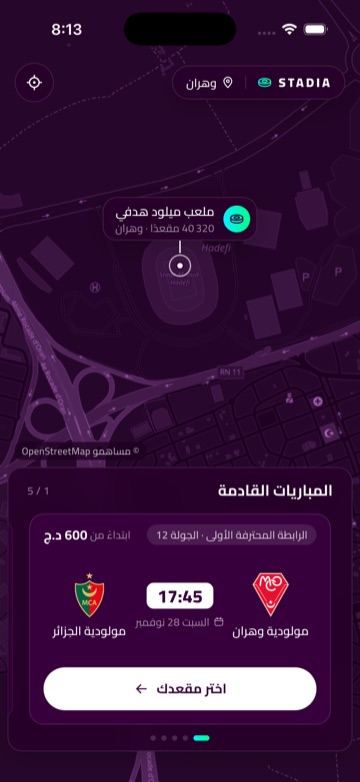 8:13
وهران
STADIA
ملعب ميلود هدفي
40 320 مقعدًا · وهران
Hadefi
P
P
H
RN 11
© مساهمو OpenStreetMap
المباريات القادمة
5 / 1
الرابطة المحترفة الأولى · الجولة 12
ابتداءً من 600 د.ج
MCO
17:45
MCA
السبت 28 نوفمبر
مولودية وهران
مولودية الجزائر
اختر مقعدك ←